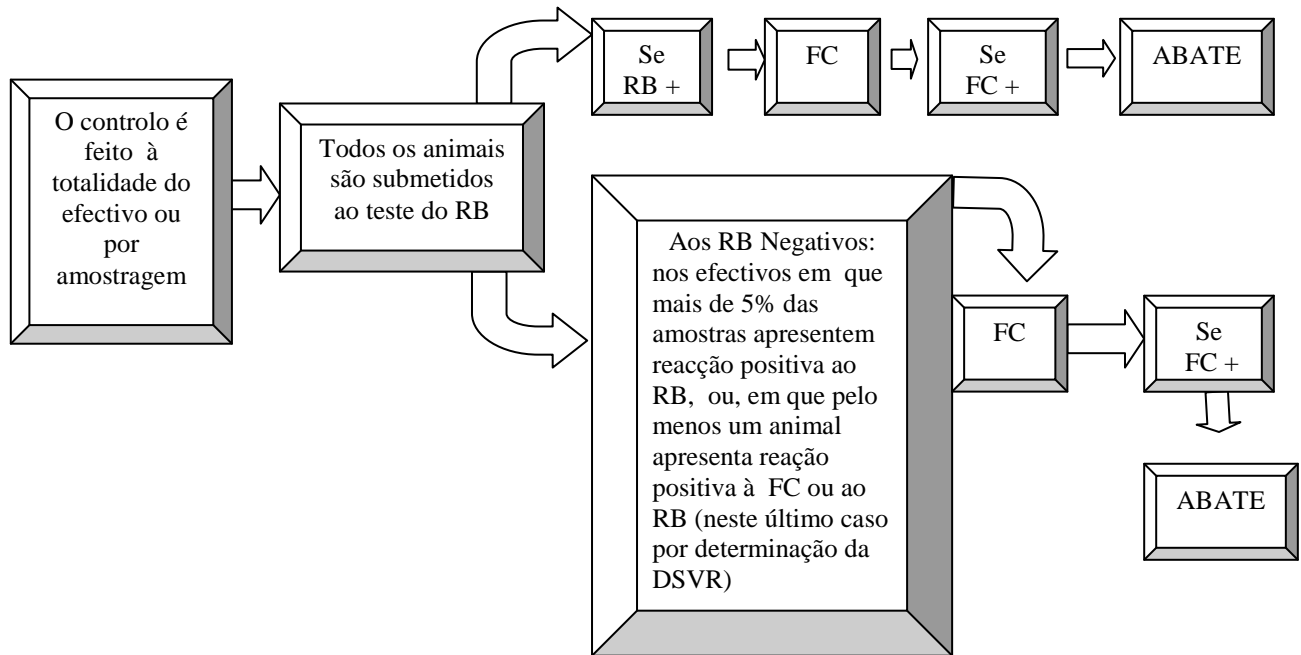 O controlo é
feito à
totalidade do
efectivo ou
por
amostragem
Todos os animais
são submetidos
ao teste do RB
Se
RB +
FC
Se
FC +
ABATE
Aos RB Negativos:
nos efectivos em que
mais de 5% das
amostras apresentem
reacção positiva ao
RB, ou, em que pelo
menos um animal
apresenta reação
positiva à FC ou ao
RB (neste último caso
por determinação da
DSVR)
FC
Se
FC +
ABATE